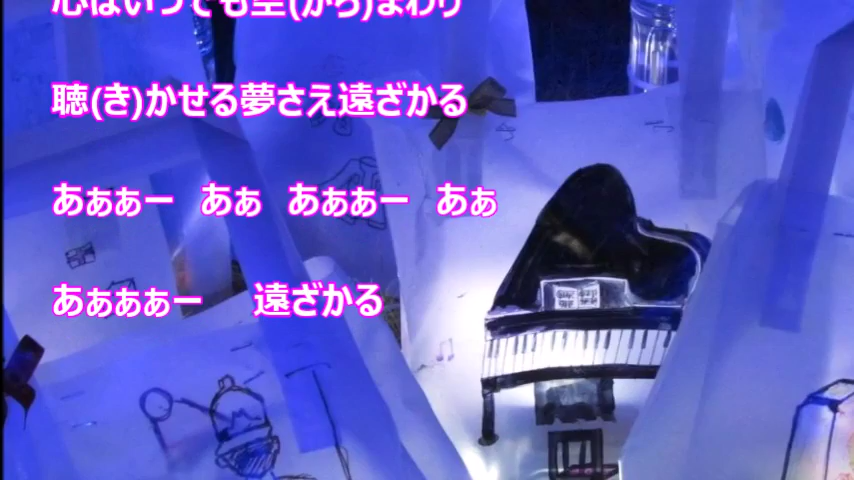 心はいつでも空(から)まわり
聴(き)かせる夢さえ遠ざかる
あぁぁー　あぁ　あぁぁー　あぁ
あぁぁぁー　　遠ざかる